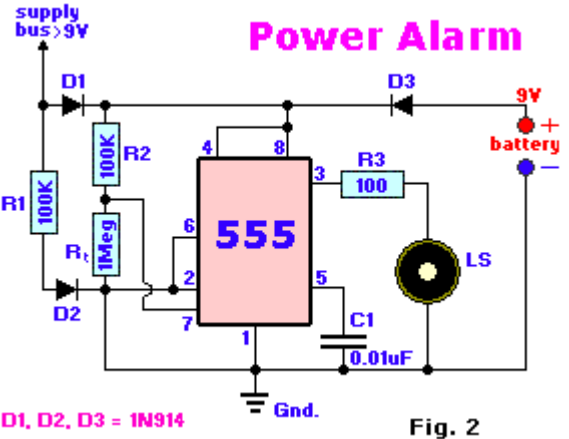 supply
bus>9V
Power Alarm
D1
D3
9V
+
battery
−
4
8
100K
R2
R3
3
100
R1
100K
555
6
Rt
1Meg
LS
2
5
D2
7
C1
1
0.01uF
Gnd.
D1, D2, D3 = 1N914
Fig. 2